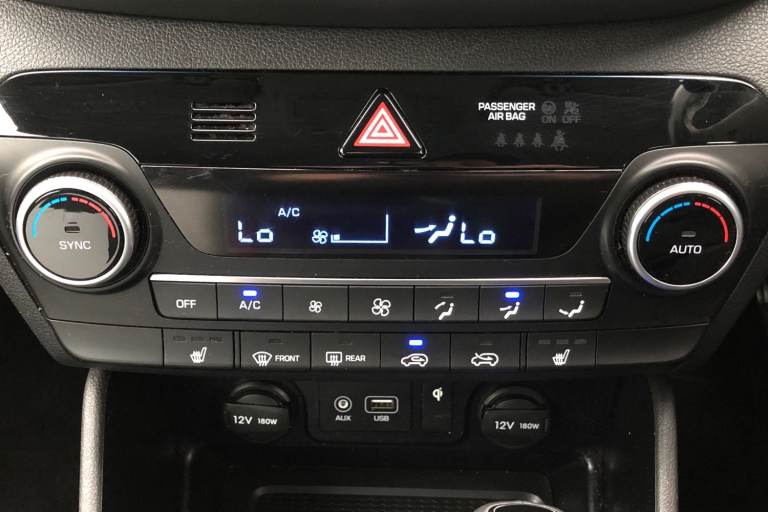 PASSENGER
AIR BAG
ON OFF
A/C
Lo
Lo
SYNC
AUTO
OFF
A/C
FRONT
REAR
12V 180W
AUX
USB
12V 180W